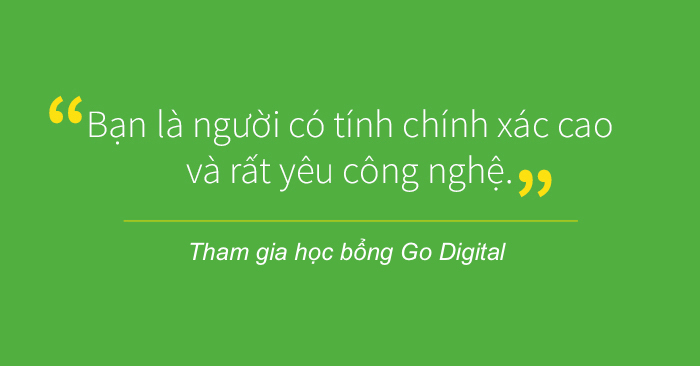 “Bạn là người có tính chính xác cao
và rất yêu công nghệ.”
Tham gia học bổng Go Digital